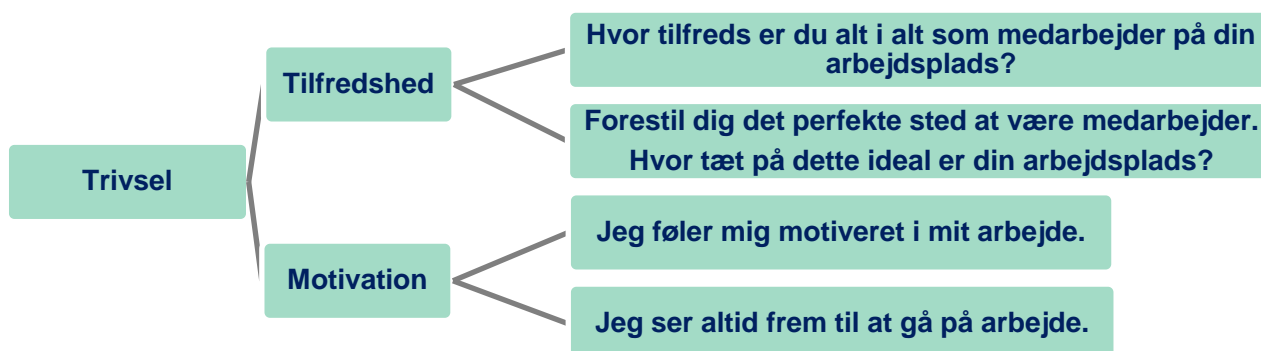 Hvor tilfreds er du alt i alt som medarbejder på din
arbejdsplads?
Tilfredshed
Forestil dig det perfekte sted at være medarbejder.
Hvor tæt på dette ideal er din arbejdsplads?
Trivsel
Jeg føler mig motiveret i mit arbejde.
Motivation
Jeg ser altid frem til at gå på arbejde.